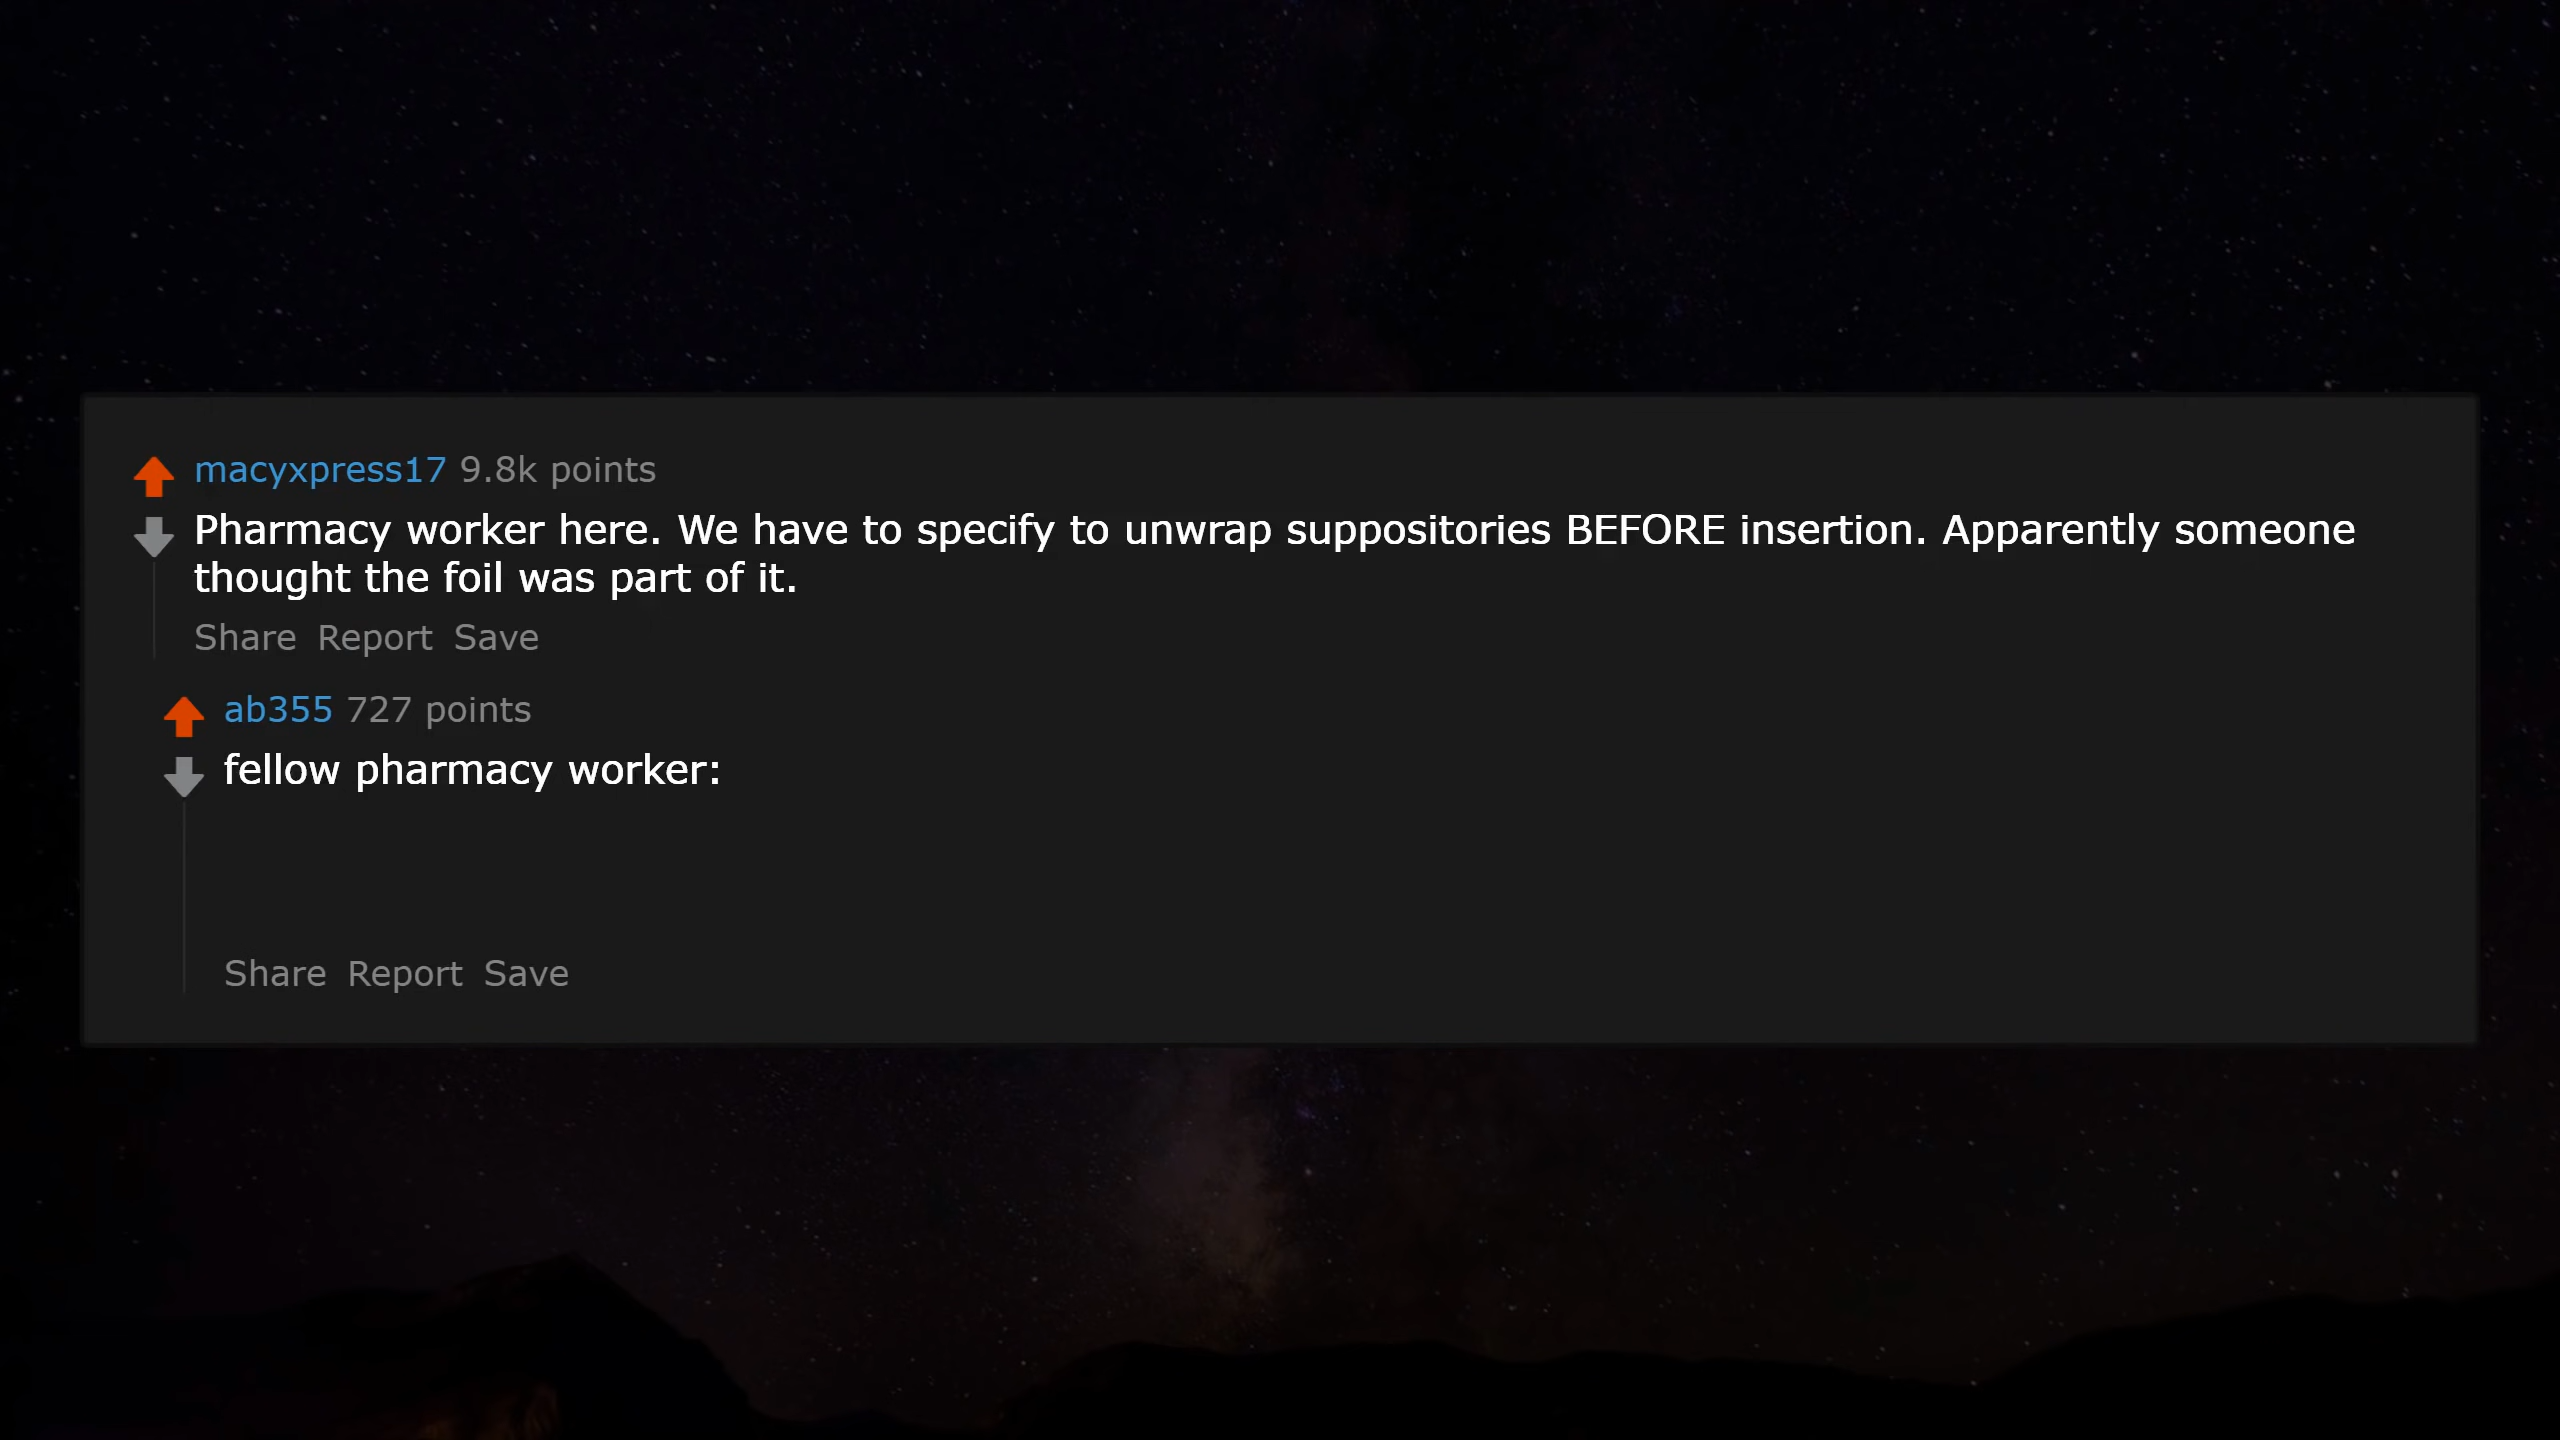 macyxpress17 9.8k points
Pharmacy worker here. We have to specify to unwrap suppositories BEFORE insertion. Apparently someone
thought the foil was part of it.
Share Report Save
ab355 727 points
fellow pharmacy worker:
Share Report Save